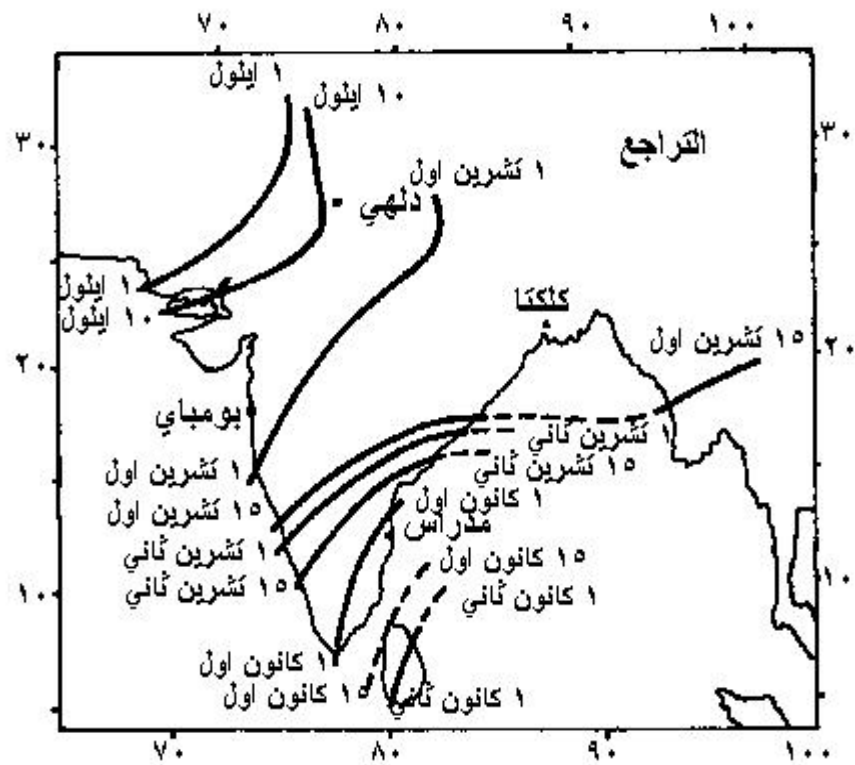 ٧٠ ٨٠ ٩٠ ١٠٠
١ ايلول
١٠ ايلول
التراجع
٣٠ ٣٠
١ تشرين اول
دلهي
١ ايلول
١٠ ايلول
كلكتا
١٥ تشرين اول
٢٠ ٢٠
بومباي
١ تشرين ثاني
١٥ تشرين ثاني
١ تشرين اول
١٥ تشرين اول
١ كانون اول
مدراس
١ تشرين ثاني
١٥ تشرين ثاني
١٥ كانون اول
١ كانون ثاني
١٠ ١٠
١ كانون اول
١٥ كانون اول
١ كانون ثاني
٧٠ ٨٠ ٩٠ ١٠٠